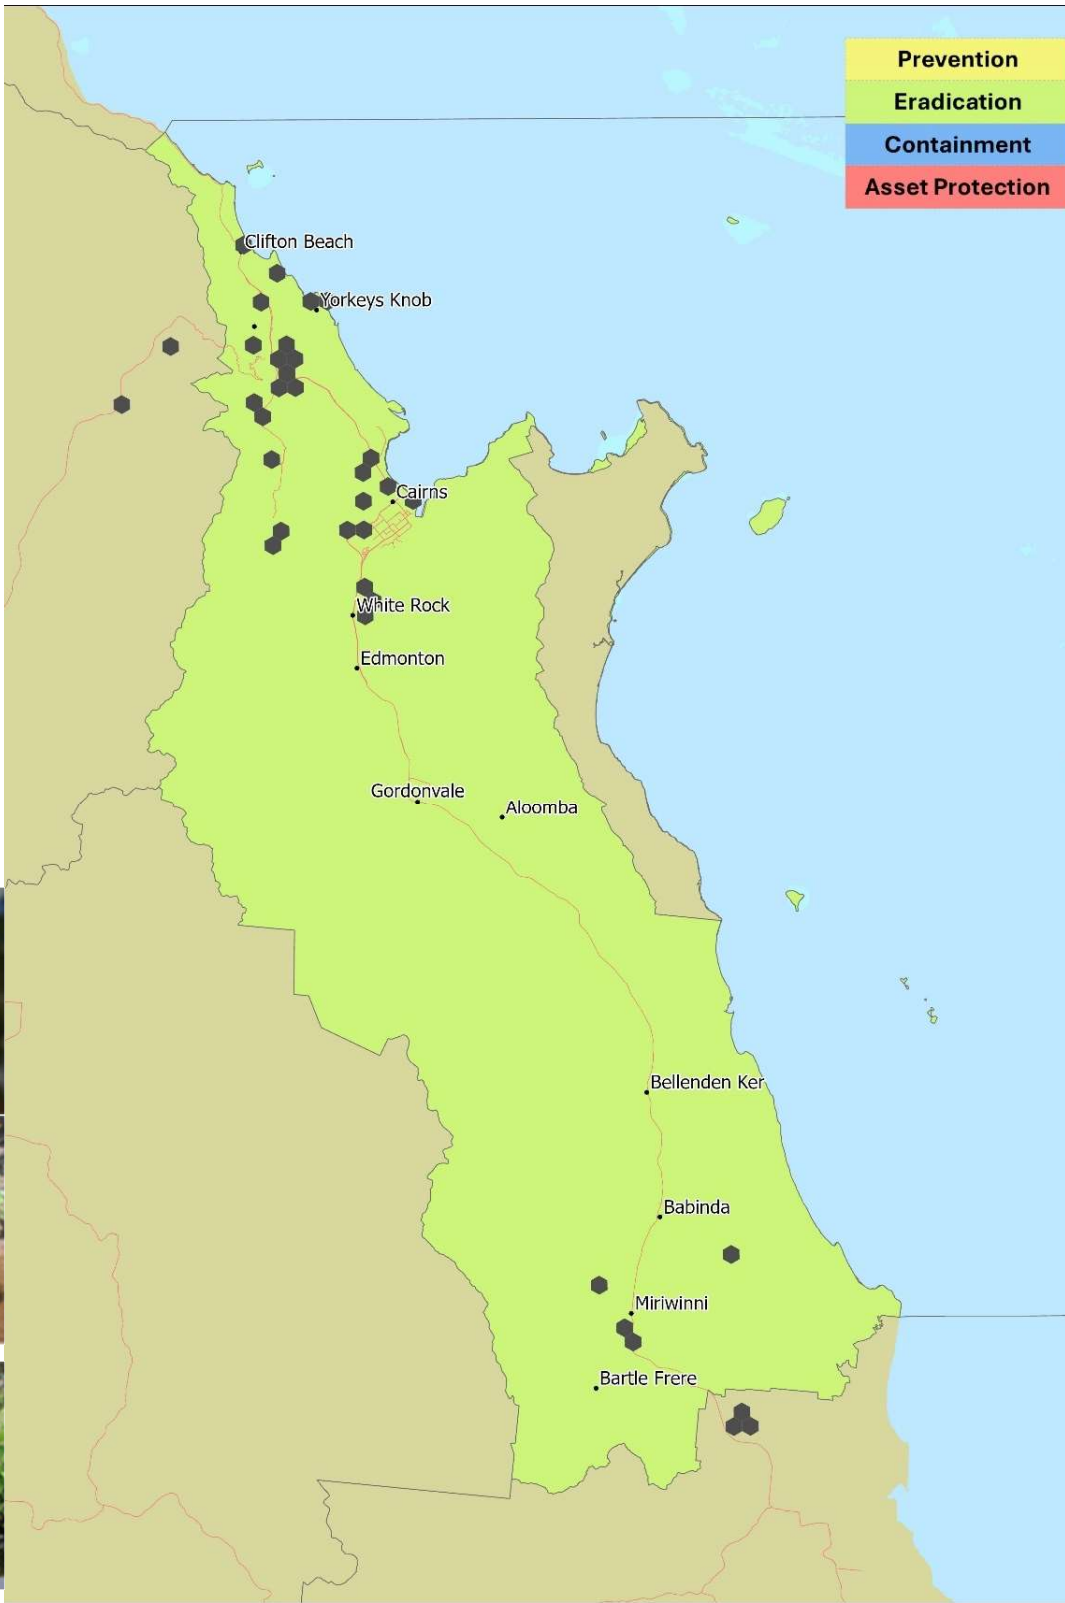 Prevention
Eradication
Containment
Asset Protection
Clifton Beach
Yorkeys Knob
Cairns
White Rock
Edmonton
Gordonvale
Aloomba
Bellenden Ker
Babinda
Miriwinni
Bartle Frere